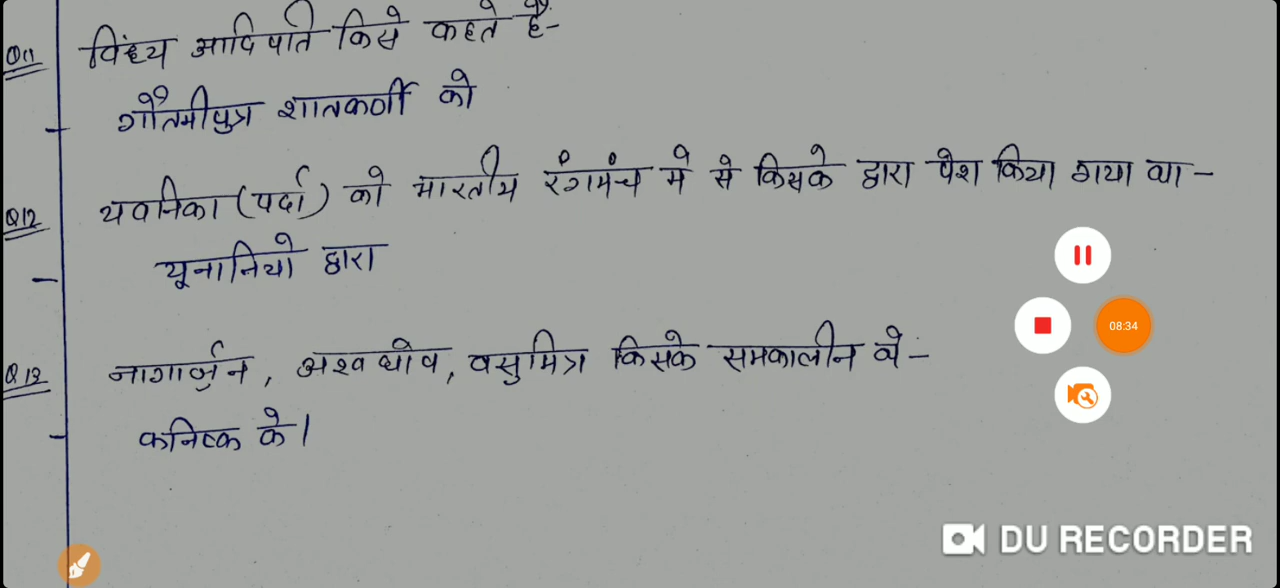 Q11 विंध्य आदिपति किसे कहते हैं-
- गौतमीपुत्र शातकर्णी को
Q12 यवनिका (पर्दा) को भारतीय रंगमंच मे से किसके द्वारा पेश किया गया था-
- यूनानियो द्वारा
Q13 नागार्जुन, अश्वघोष, वसुमित्र किसके समकालीन थे-
- कनिष्क के।
08:34
DU RECORDER